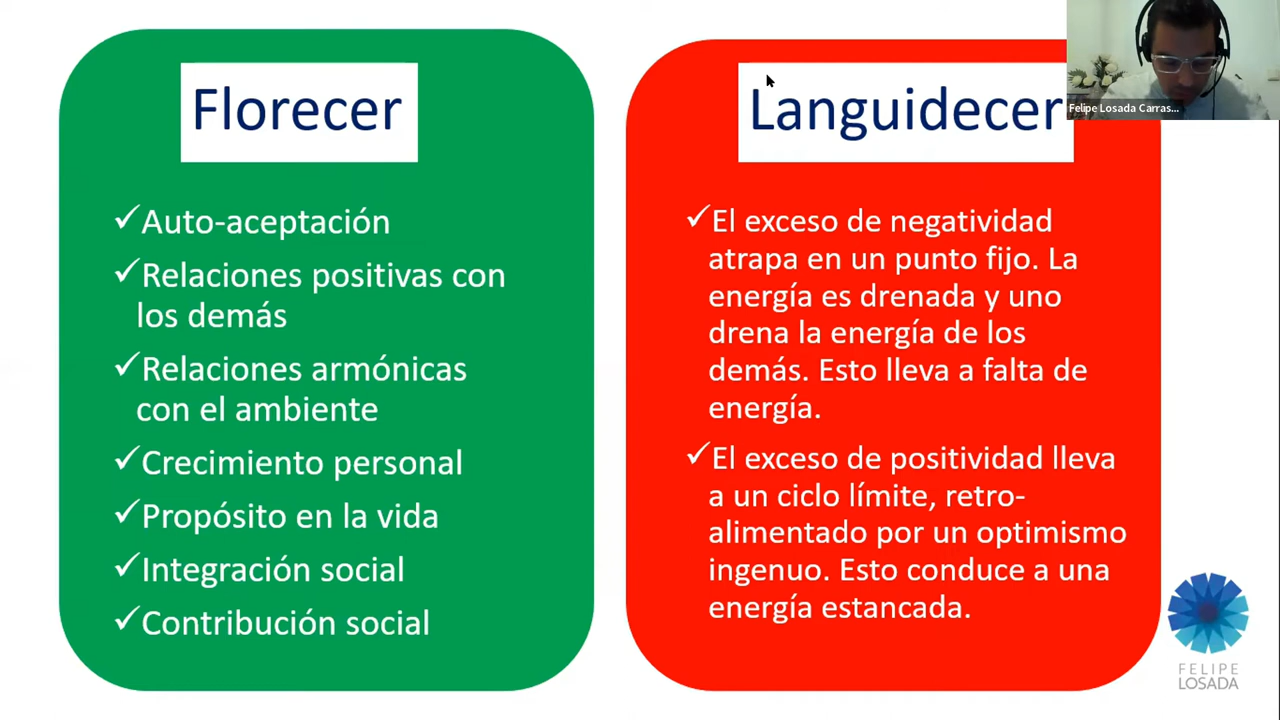 Florecer
✓Auto-aceptación
✓Relaciones positivas con
los demás
✓Relaciones armónicas
con el ambiente
✓Crecimiento personal
✓Propósito en la vida
✓Integración social
✓Contribución social
Languidecer
✓El exceso de negatividad
atrapa en un punto fijo. La
energía es drenada y uno
drena la energía de los
demás. Esto lleva a falta de
energía.
✓El exceso de positividad lleva
a un ciclo límite, retro-
alimentado por un optimismo
ingenuo. Esto conduce a una
energía estancada.
Felipe Losada Carras...
FELIPE
LOSADA